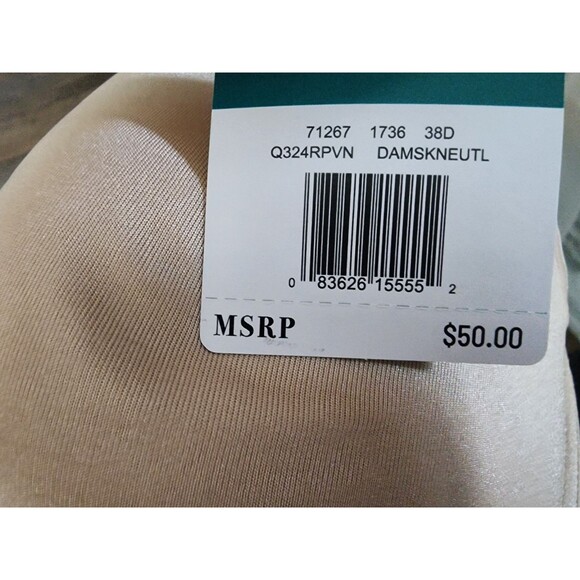 71267 1736 38D
Q324RPVN DAMSKNEUTL
0 83626 15555 2
MSRP $50.00